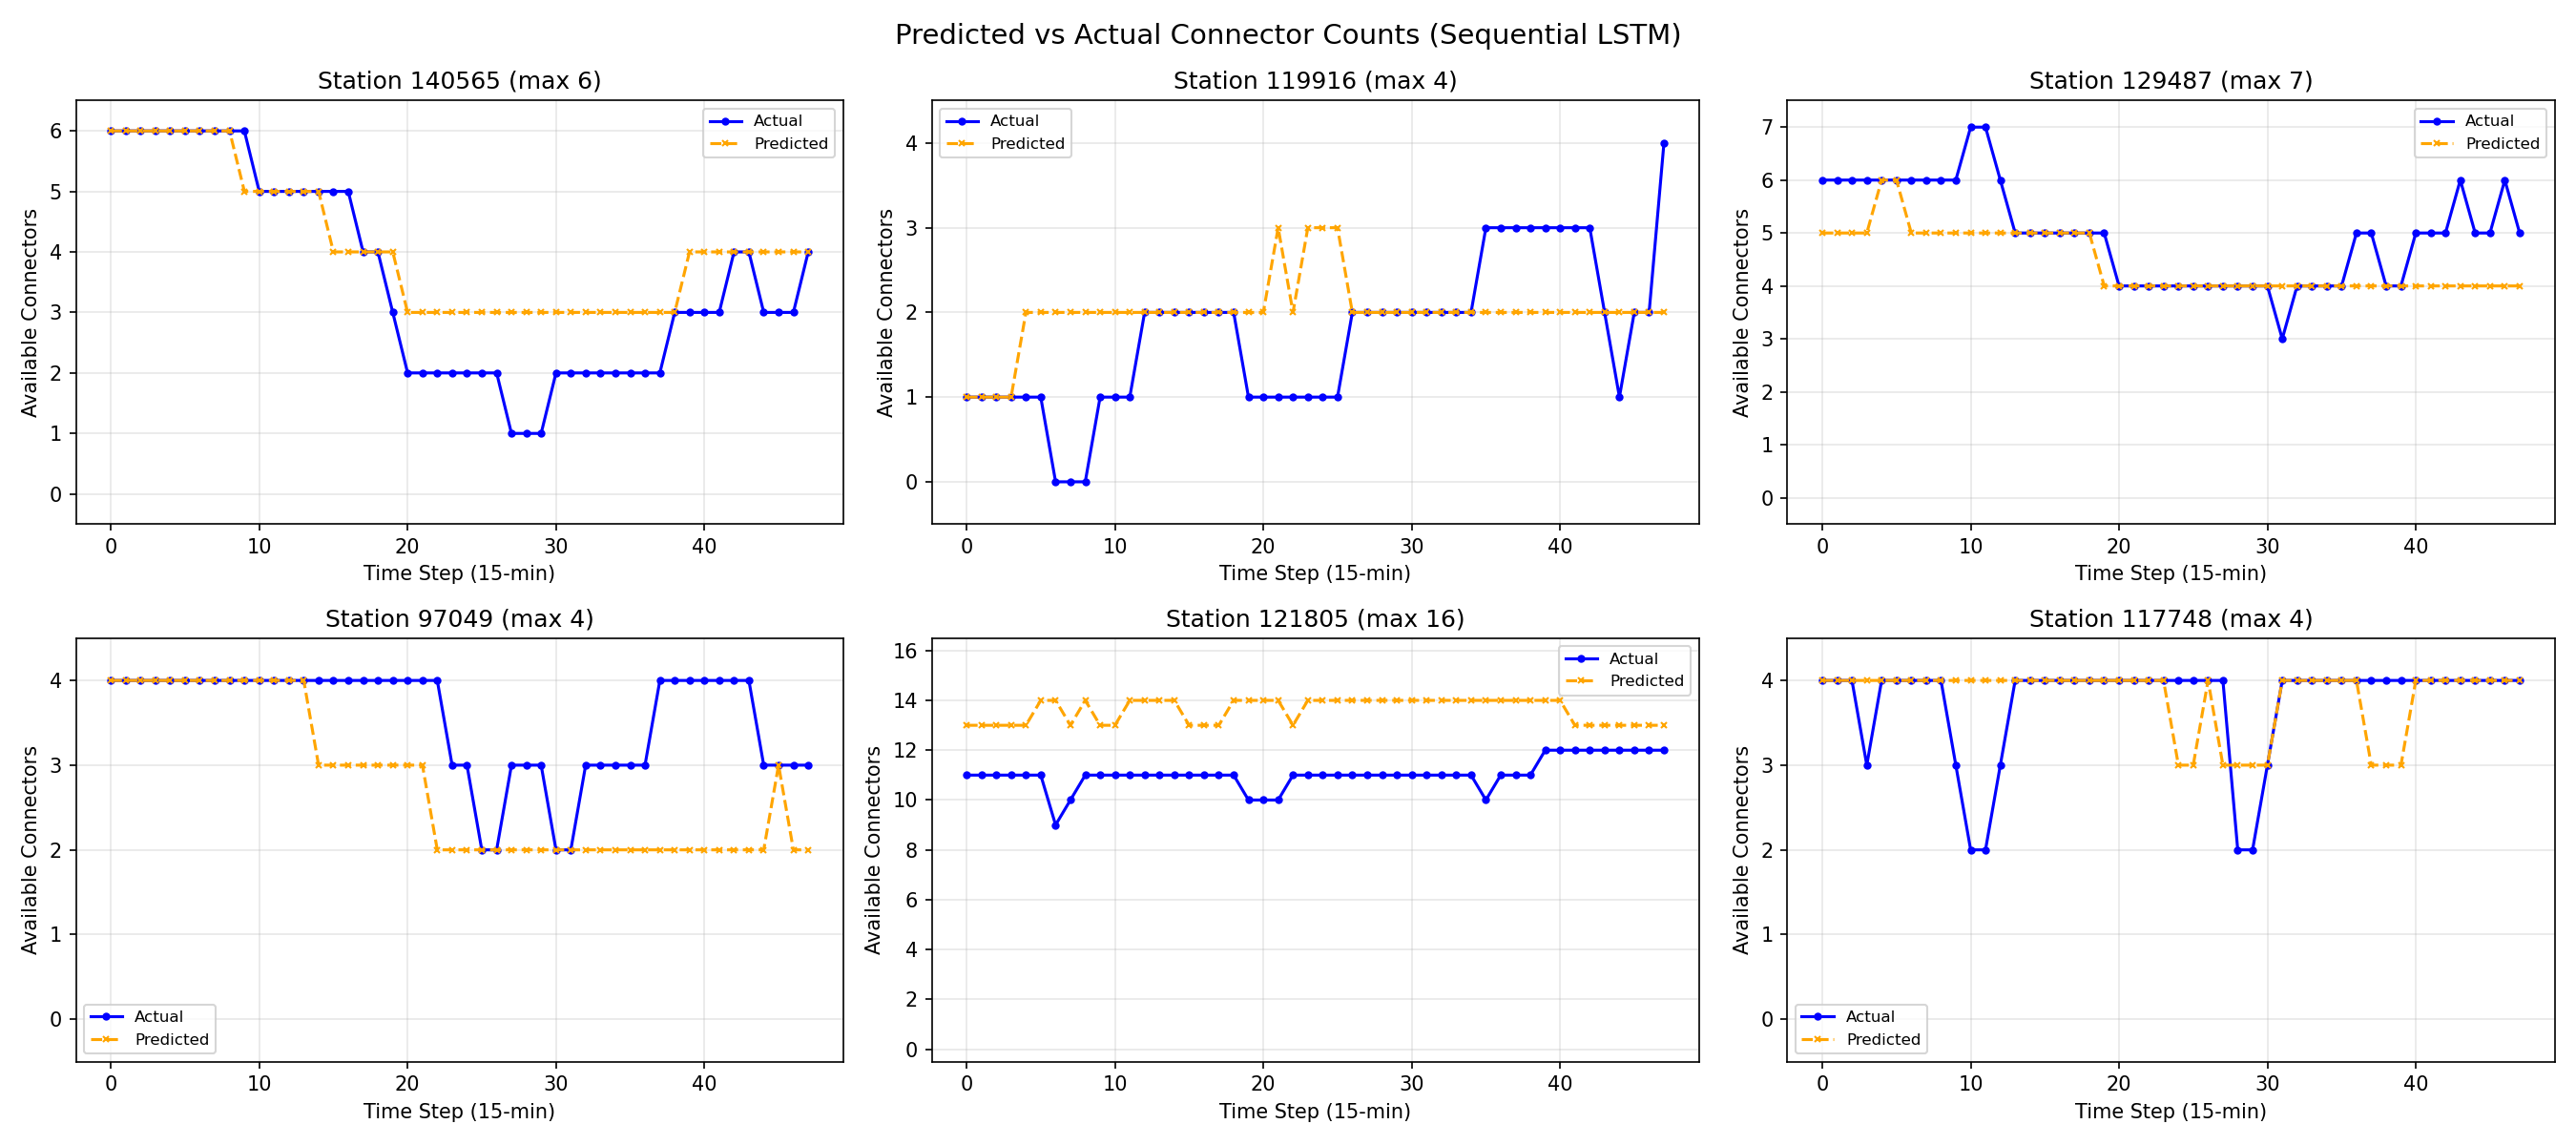 Predicted vs Actual Connector Counts (Sequential LSTM)
Station 140565 (max 6)
Actual
Predicted
6
5
4
3
2
1
0
Available Connectors
0 10 20 30 40
Time Step (15-min)
Station 119916 (max 4)
Actual
Predicted
4
3
2
1
0
Available Connectors
0 10 20 30 40
Time Step (15-min)
Station 129487 (max 7)
Actual
Predicted
7
6
5
4
3
2
1
0
Available Connectors
0 10 20 30 40
Time Step (15-min)
Station 97049 (max 4)
4
3
2
1
0
Available Connectors
Actual
Predicted
0 10 20 30 40
Time Step (15-min)
Station 121805 (max 16)
Actual
Predicted
16
14
12
10
8
6
4
2
0
Available Connectors
0 10 20 30 40
Time Step (15-min)
Station 117748 (max 4)
4
3
2
1
0
Available Connectors
Actual
Predicted
0 10 20 30 40
Time Step (15-min)